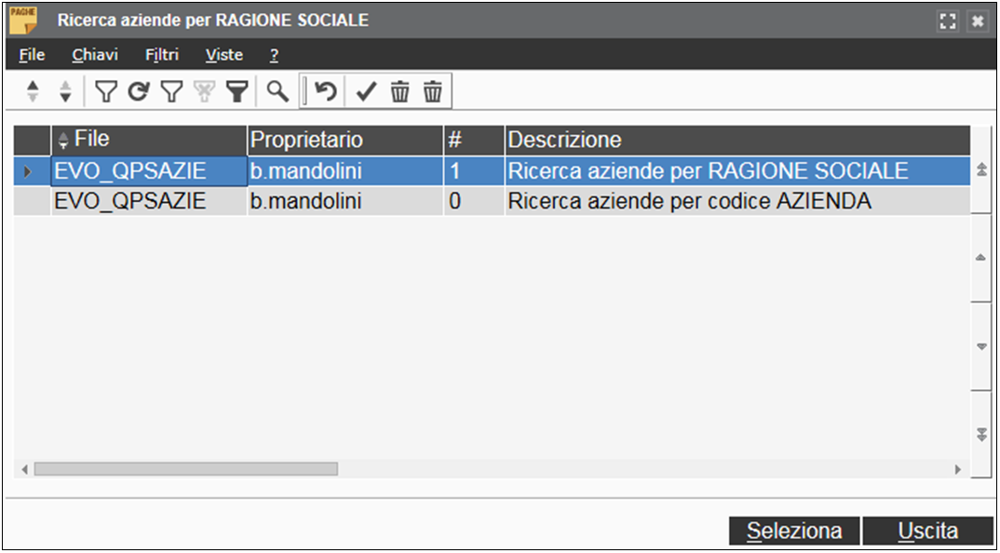 PAGHE Ricerca aziende per RAGIONE SOCIALE
File Chiavi Filtri Viste ?
File Proprietario # Descrizione
EVO_QPSAZIE b.mandolini 1 Ricerca aziende per RAGIONE SOCIALE
EVO_QPSAZIE b.mandolini 0 Ricerca aziende per codice AZIENDA
Seleziona Uscita